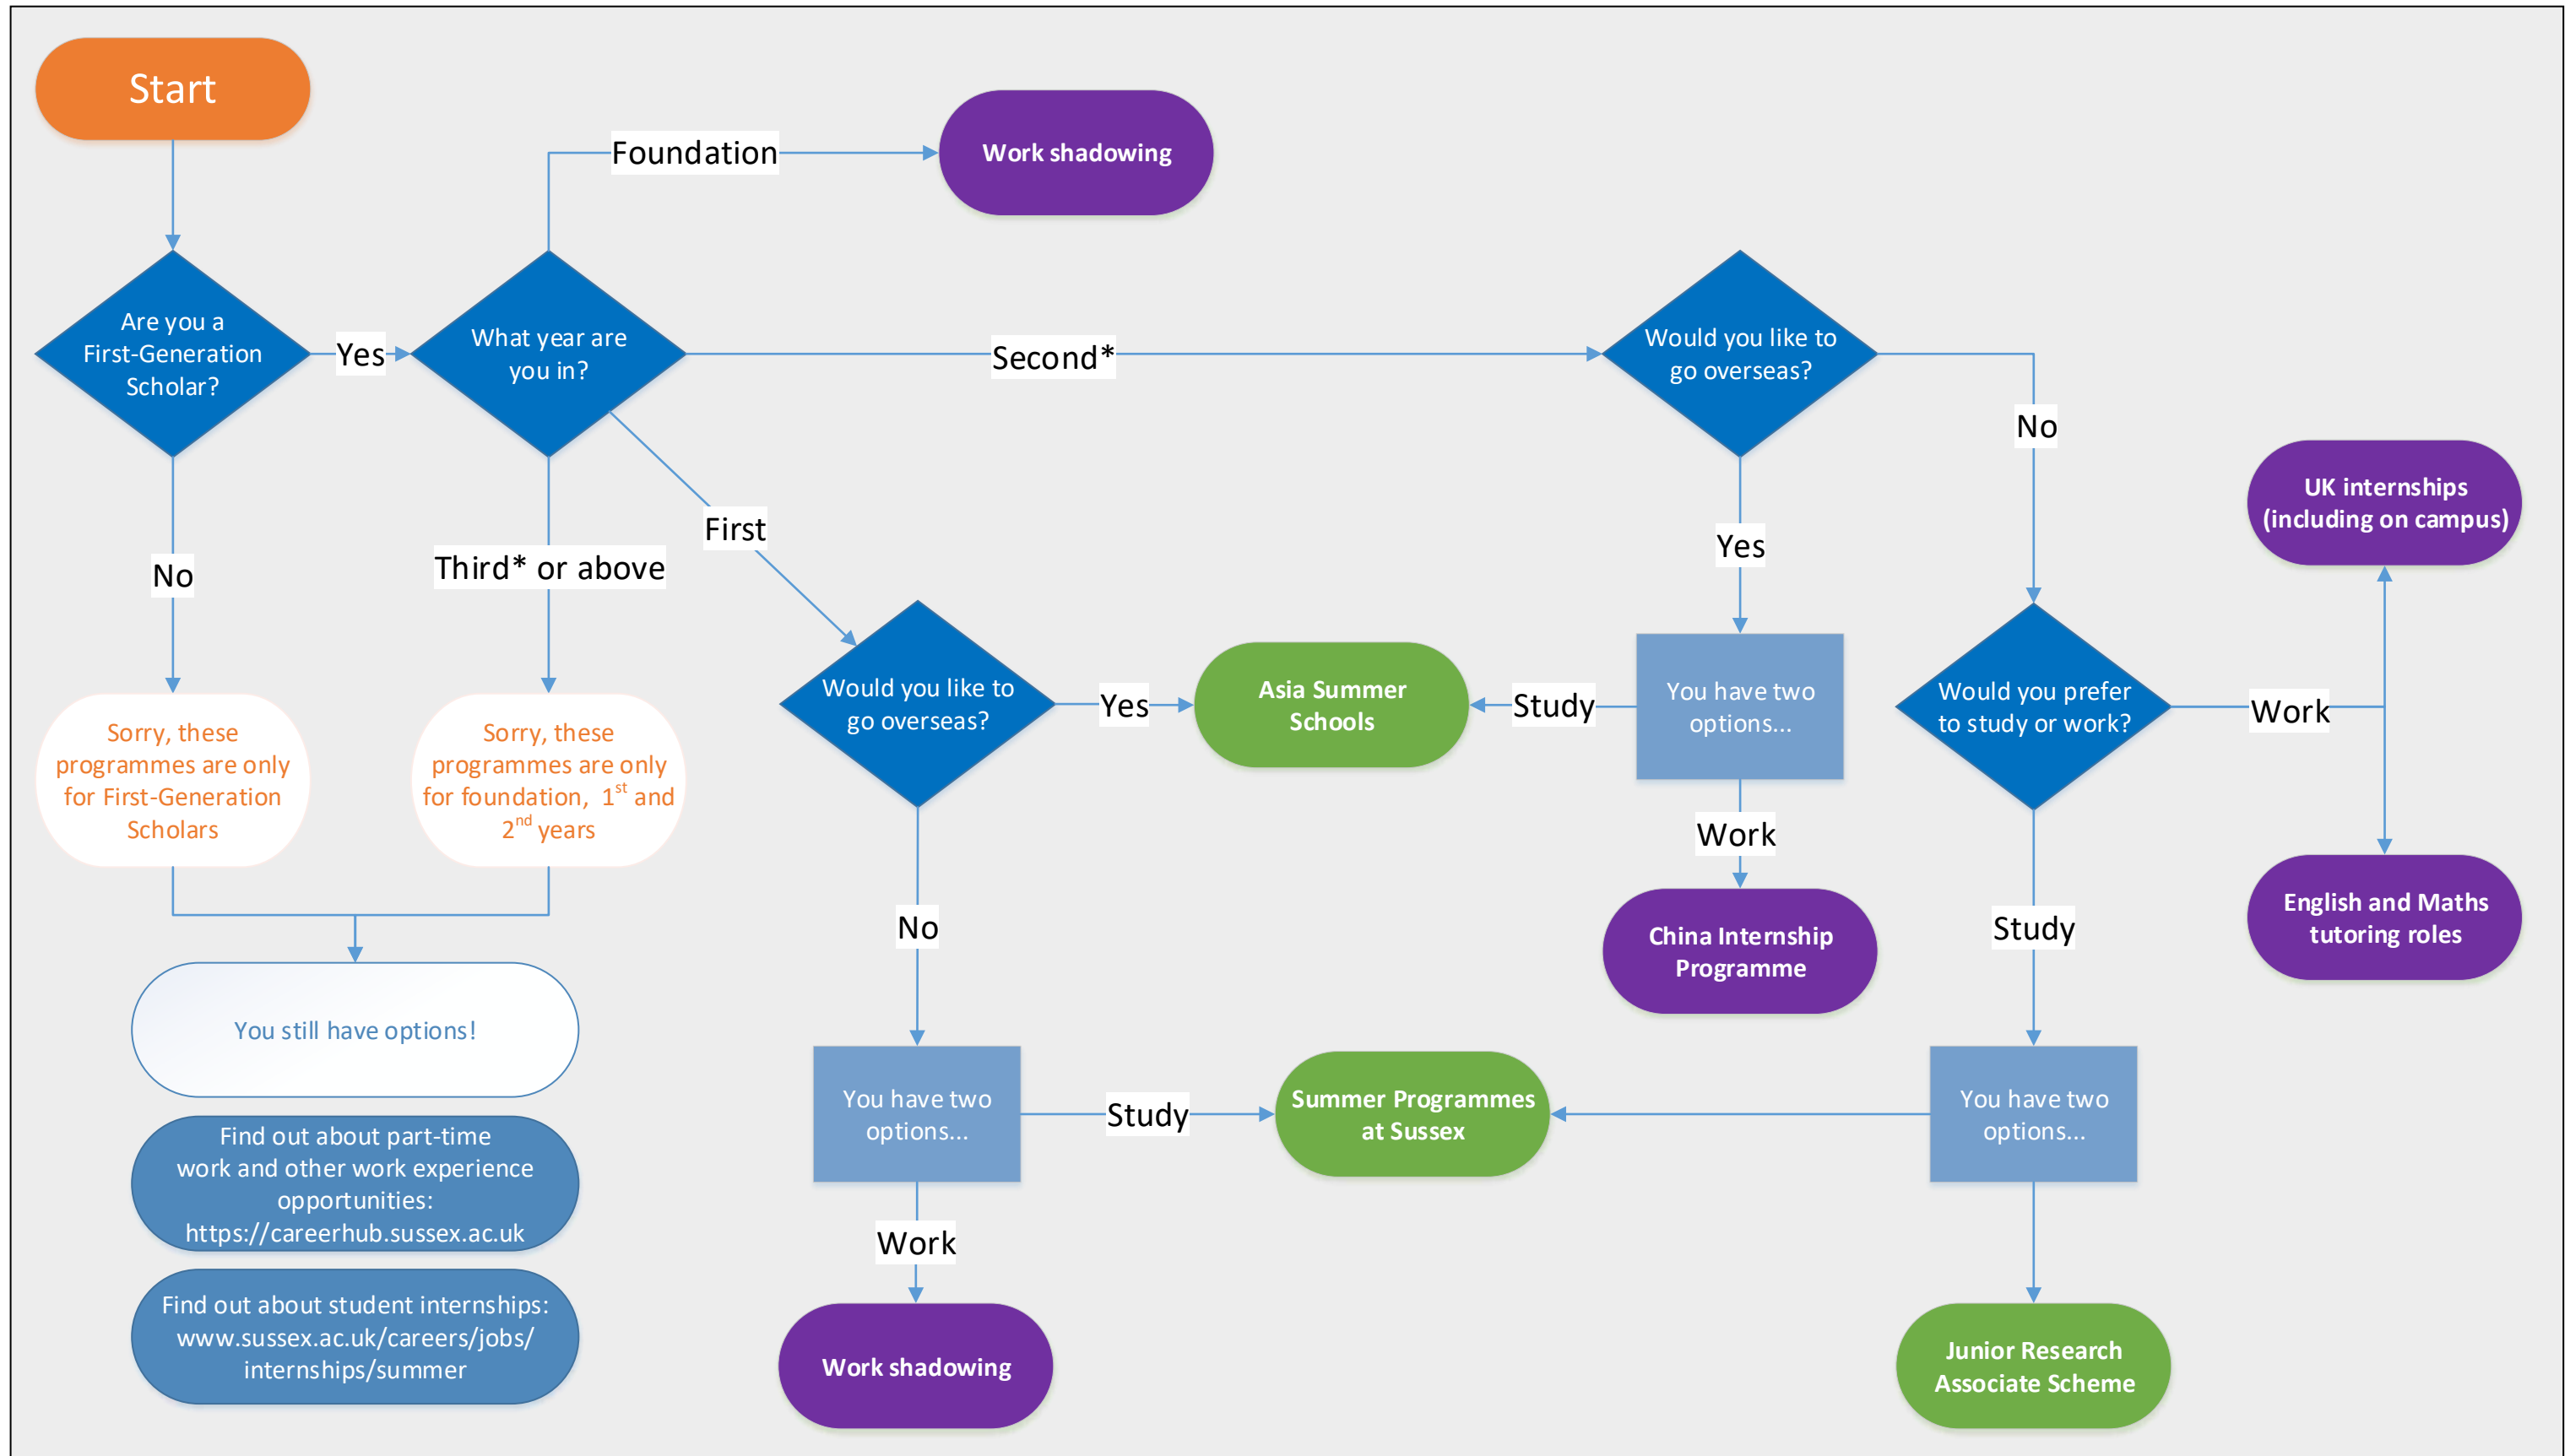 Start
Foundation
Work shadowing
Are you a
First-Generation
Scholar?
Yes
What year are
you in?
Second*
Would you like to
go overseas?
No
UK internships
(including on campus)
First
Yes
No
Third* or above
Would you like to
go overseas?
Yes
Asia Summer
Schools
Study
You have two
options...
Would you prefer
to study or work?
Work
Sorry, these
programmes are only
for First-Generation
Scholars
Sorry, these
programmes are only
for foundation,  1st and
2nd years
Work
English and Maths
tutoring roles
No
China Internship
Programme
Study
You still have options!
You have two
options...
Study
Summer Programmes
at Sussex
You have two
options...
Find out about part-time
work and other work experience
opportunities:
https://careerhub.sussex.ac.uk
Work
Find out about student internships:
www.sussex.ac.uk/careers/jobs/
internships/summer
Work shadowing
Junior Research
Associate Scheme